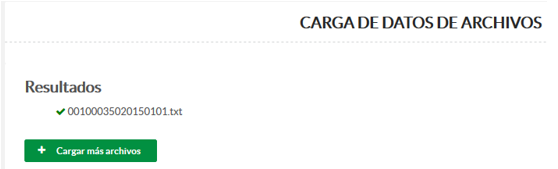 CARGA DE DATOS DE ARCHIVOS
Resultados
00100035020150101.txt
Cargar más archivos